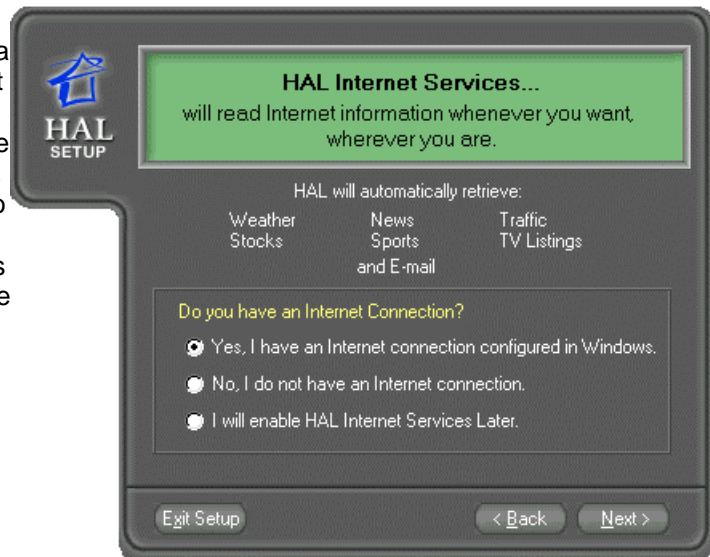 a
t
e
o
s
e
HAL
SETUP
HAL Internet Services...
will read Internet information whenever you want,
wherever you are.
HAL will automatically retrieve:
Weather News Traffic
Stocks Sports TV Listings
and E-mail
Do you have an Internet Connection?
Yes, I have an Internet connection configured in Windows.
No, I do not have an Internet connection.
I will enable HAL Internet Services Later.
Exit Setup < Back Next >